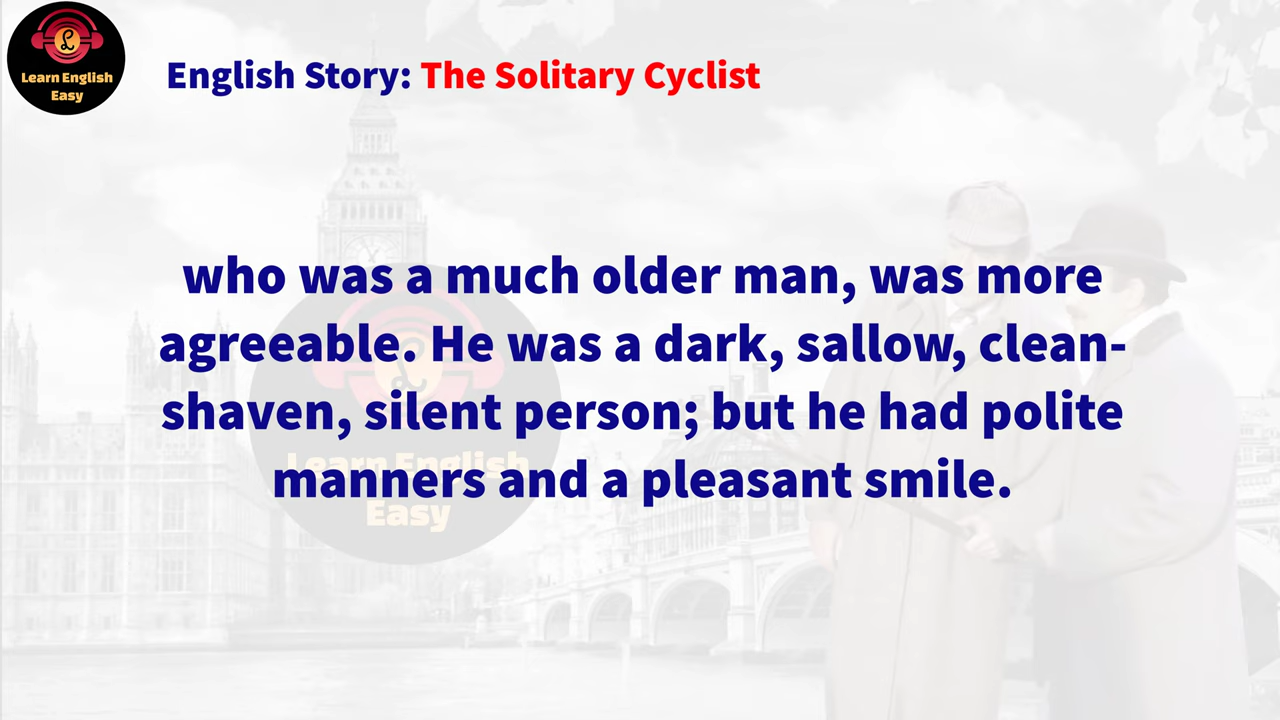 Learn English
Easy
English Story: The Solitary Cyclist
who was a much older man, was more
agreeable. He was a dark, sallow, clean-
shaven, silent person; but he had polite
manners and a pleasant smile.
Learn English
Easy